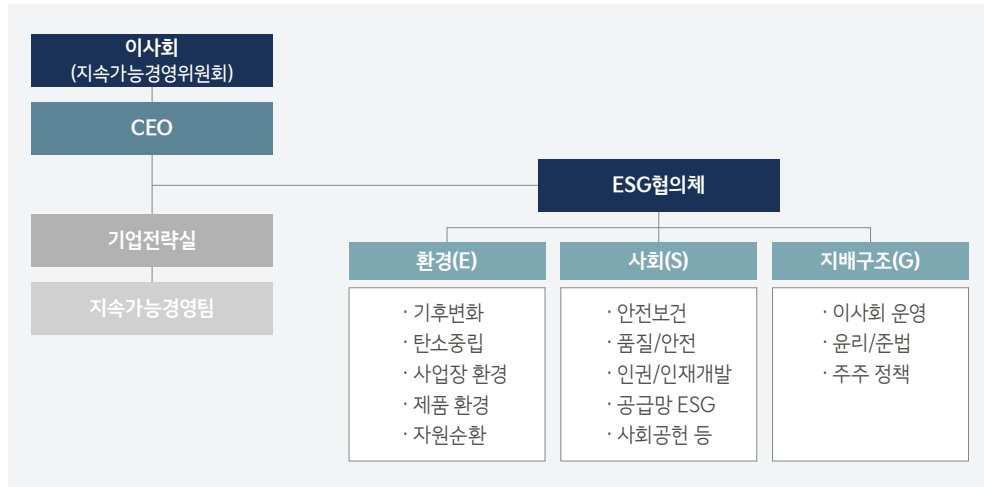 이사회
(지속가능경영위원회)
CEO
ESG협의체
기업전략실
지속가능경영팀
환경(E)
· 기후변화
· 탄소중립
· 사업장 환경
· 제품 환경
· 자원순환
사회(S)
· 안전보건
· 품질/안전
· 인권/인재개발
· 공급망 ESG
· 사회공헌 등
지배구조(G)
· 이사회 운영
· 윤리/준법
· 주주 정책